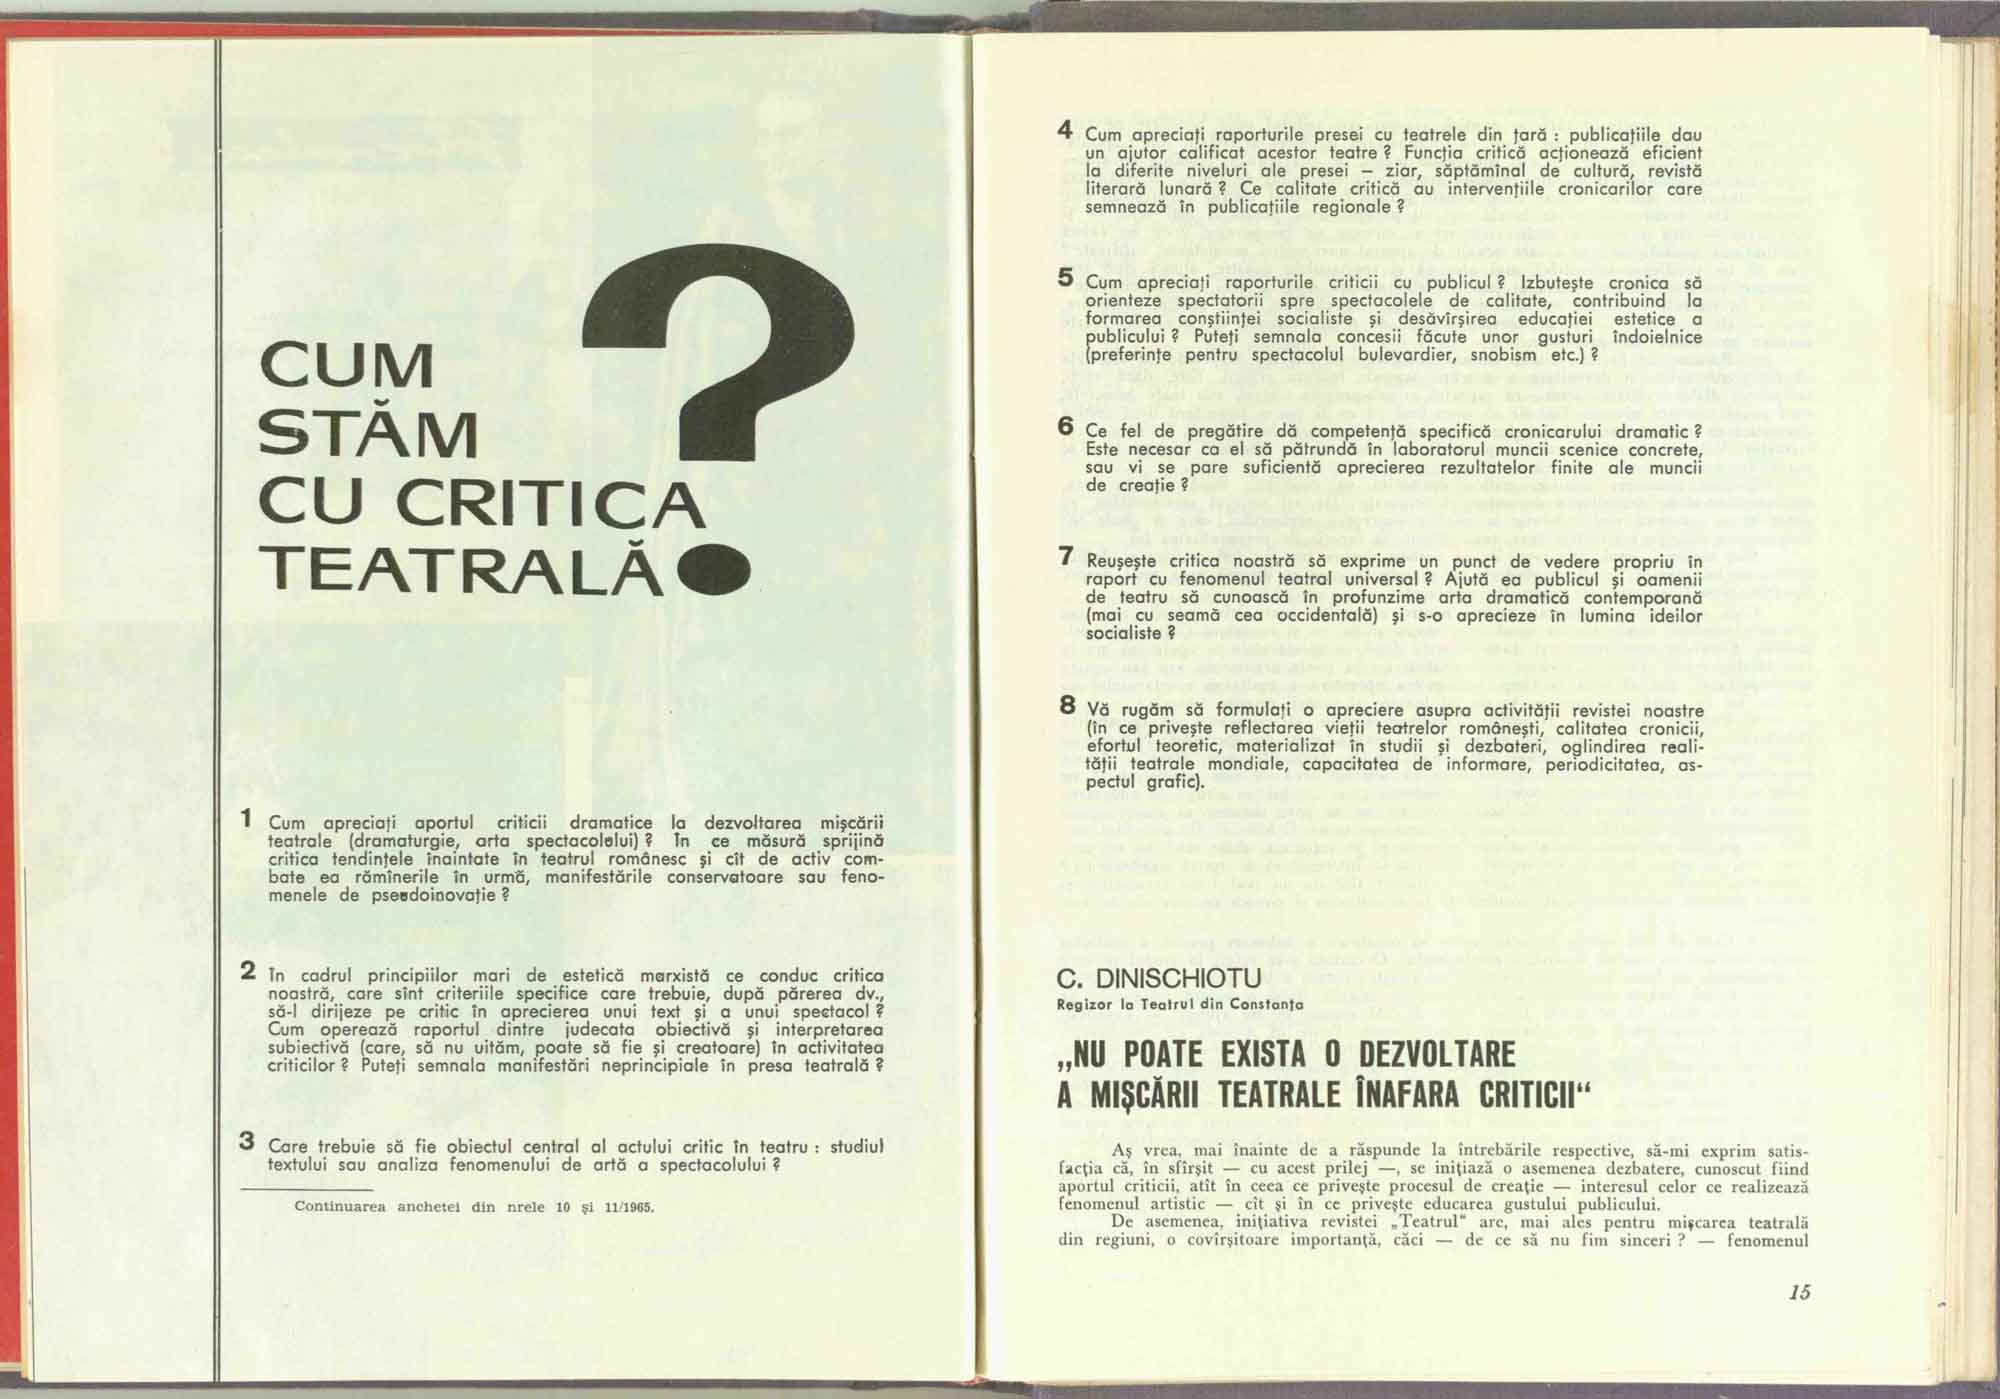 CUM
STĂM
CU CRITICA
TEATRALĂ?
1 Cum apreciați aportul criticii dramatice la dezvoltarea mișcării
teatrale (dramaturgie, arta spectacolului) ? În ce măsură sprijină
critica tendințele înaintate în teatrul românesc și cît de activ com-
bate ea rămînerile în urmă, manifestările conservatoare sau feno-
menele de pseudoinovație ?
2 În cadrul principiilor mari de estetică marxistă ce conduc critica
noastră, care sînt criteriile specifice care trebuie, după părerea dv.,
să-l dirijeze pe critic în aprecierea unui text și a unui spectacol ?
Cum operează raportul dintre judecata obiectivă și interpretarea
subiectivă (care, să nu uităm, poate să fie și creatoare) în activitatea
criticilor ? Puteți semnala manifestări neprincipiale în presa teatrală ?
3 Care trebuie să fie obiectul central al actului critic în teatru : studiul
textului sau analiza fenomenului de artă a spectacolului ?
Continuarea anchetei din nrele 10 și 11/1965.
4 Cum apreciați raporturile presei cu teatrele din țară : publicațiile dau
un ajutor calificat acestor teatre ? Funcția critică acționează eficient
la diferite niveluri ale presei – ziar, săptămînal de cultură, revistă
literară lunară ? Ce calitate critică au intervențiile cronicarilor care
semnează în publicațiile regionale ?
5 Cum apreciați raporturile criticii cu publicul ? Izbutește cronica să
orienteze spectatorii spre spectacolele de calitate, contribuind la
formarea conștiinței socialiste și desăvîrșirea educației estetice a
publicului ? Puteți semnala concesii făcute unor gusturi îndoielnice
(preferințe pentru spectacolul bulevardier, snobism etc.) ?
6 Ce fel de pregătire dă competență specifică cronicarului dramatic ?
Este necesar ca el să pătrundă în laboratorul muncii scenice concrete,
sau vi se pare suficientă aprecierea rezultatelor finite ale muncii
de creație ?
7 Reușește critica noastră să exprime un punct de vedere propriu în
raport cu fenomenul teatral universal ? Ajută ea publicul și oamenii
de teatru să cunoască în profunzime arta dramatică contemporană
(mai cu seamă cea occidentală) și s-o aprecieze în lumina ideilor
socialiste ?
8 Vă rugăm să formulați o apreciere asupra activității revistei noastre
(în ce privește reflectarea vieții teatrelor românești, calitatea cronicii,
efortul teoretic, materializat în studii și dezbateri, oglindirea reali-
tății teatrale mondiale, capacitatea de informare, periodicitatea, as-
pectul grafic).
C. DINISCHIOTU
Regizor la Teatrul din Constanța
„NU POATE EXISTA O DEZVOLTARE
A MIȘCĂRII TEATRALE ÎNAFARA CRITICII“
Aș vrea, mai înainte de a răspunde la întrebările respective, să-mi exprim satis-
facția că, în sfîrșit — cu acest prilej —, se inițiază o asemenea dezbatere, cunoscut fiind
aportul criticii, atît în ceea ce privește procesul de creație — interesul celor ce realizează
fenomenul artistic — cît și în ce privește educarea gustului publicului.
De asemenea, inițiativa revistei „Teatrul“ are, mai ales pentru mișcarea teatrală
din regiuni, o covîrșitoare importanță, căci — de ce să nu fim sinceri ? — fenomenul
15